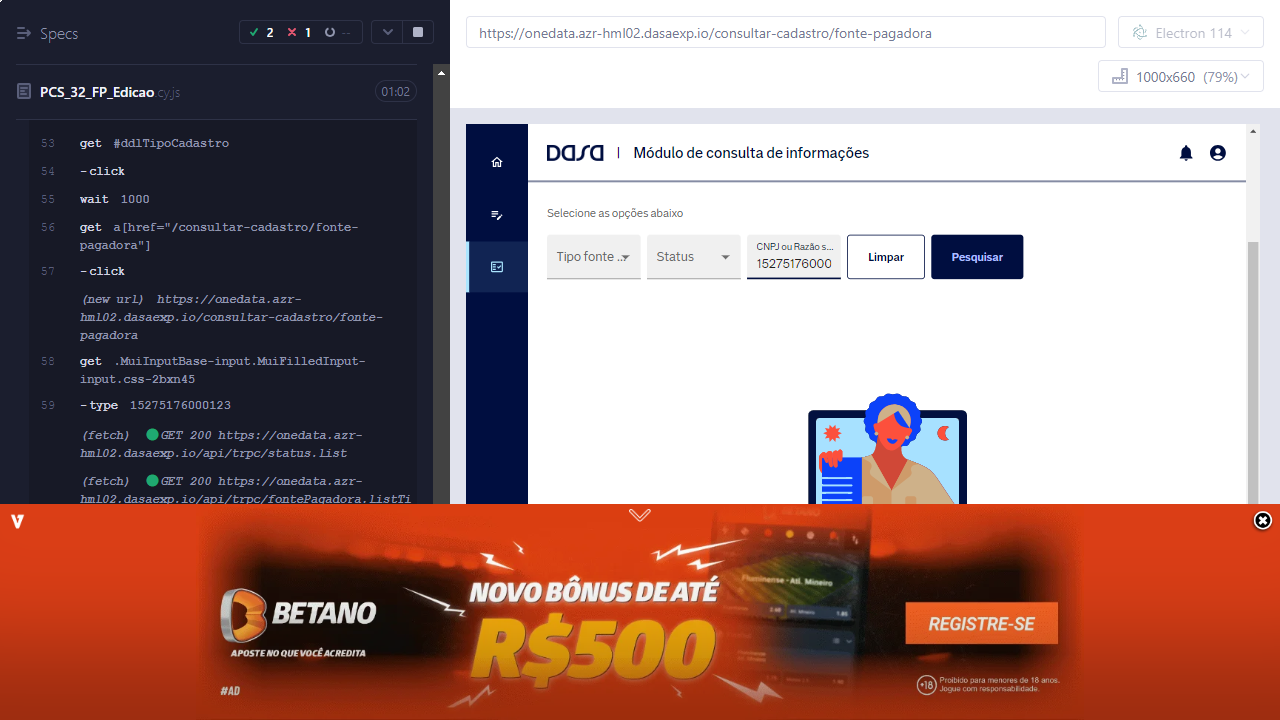 Specs
2
1
--
PCS_32_FP_Edicao.cy.js
01:02
53 get #ddlTipoCadastro
54 -click
55 wait 1000
56 get a[href="/consultar-cadastro/fonte-
pagadora"]
57 -click
(new url) https://onedata.azr-
hml02.dasaexp.io/consultar-cadastro/fonte-
pagadora
58 get .MuiInputBase-input.MuiFilledInput-
input.css-2bxn45
59 -type 15275176000123
(fetch) GET 200 https://onedata.azr-
hml02.dasaexp.io/api/trpc/status.list
(fetch) GET 200 https://onedata.azr-
hml02.dasaexp.io/api/trpc/fontePagadora.listTi
https://onedata.azr-hml02.dasaexp.io/consultar-cadastro/fonte-pagadora
Electron 114
1000x660 (79%)
DASA | Módulo de consulta de informações
Selecione as opções abaixo
Tipo fonte ...
Status
CNPJ ou Razão s...
15275176000
Limpar
Pesquisar
V
BETANO
APOSTE NO QUE VOCÊ ACREDITA
#AD
NOVO BÔNUS DE ATÉ
R$500
BETANO
Fluminense - Atl. Mineiro
REGISTRE-SE
+18
Proibido para menores de 18 anos.
Jogue com responsabilidade.